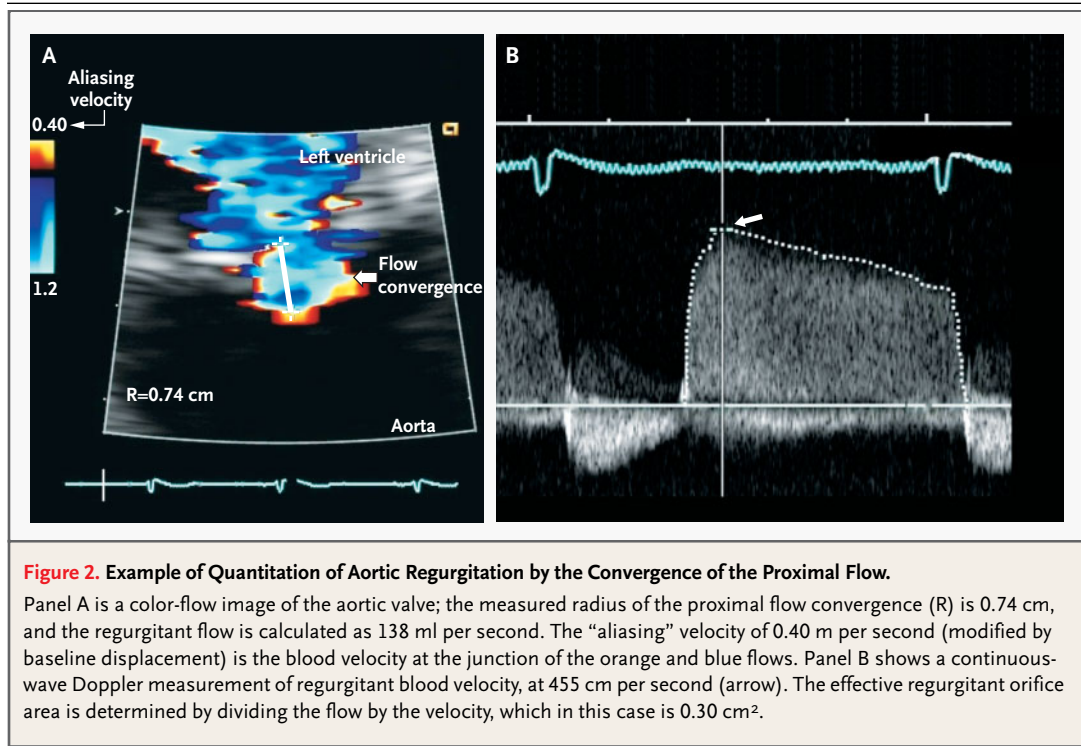 A
Aliasing
velocity
0.40
Left ventricle
1.2
Flow
convergence
R=0.74 cm
Aorta
B
Figure 2. Example of Quantitation of Aortic Regurgitation by the Convergence of the Proximal Flow.
Panel A is a color-flow image of the aortic valve; the measured radius of the proximal flow convergence (R) is 0.74 cm,
and the regurgitant flow is calculated as 138 ml per second. The “aliasing” velocity of 0.40 m per second (modified by
baseline displacement) is the blood velocity at the junction of the orange and blue flows. Panel B shows a continuous-
wave Doppler measurement of regurgitant blood velocity, at 455 cm per second (arrow). The effective regurgitant orifice
area is determined by dividing the flow by the velocity, which in this case is 0.30 cm².